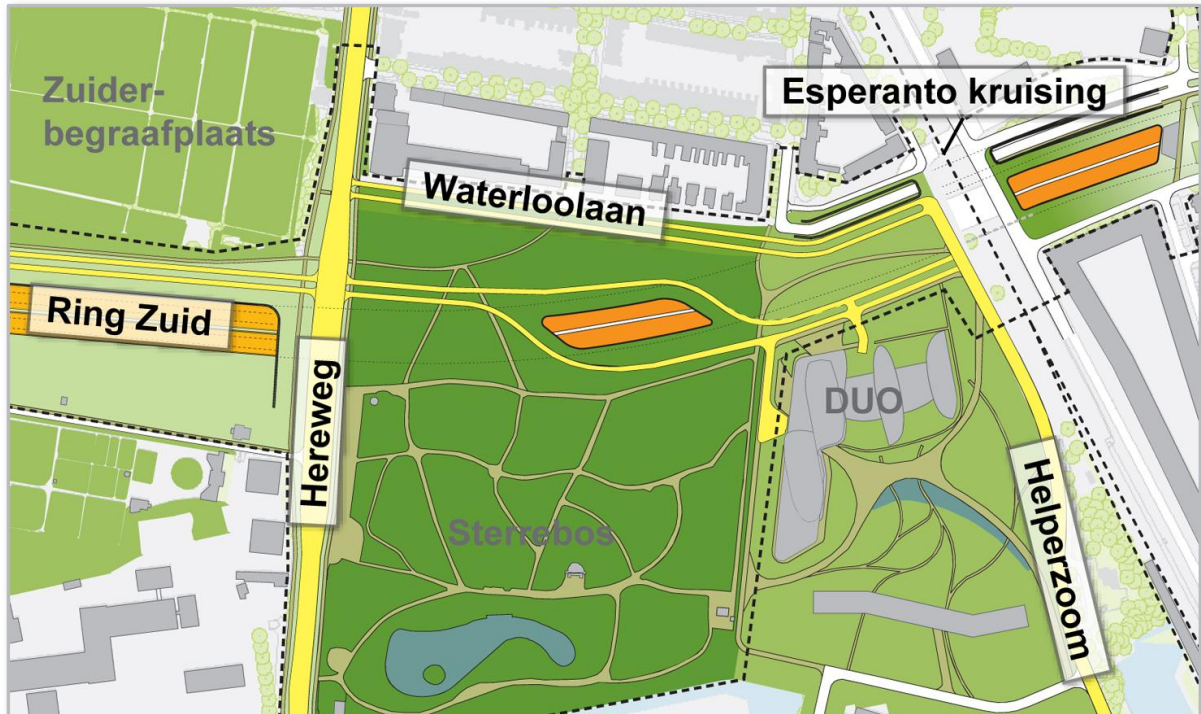 Zuider-
begraafplaats
Esperanto kruising
Waterloolaan
Ring Zuid
Hereweg
DUO
Sterrebos
Helperzoom